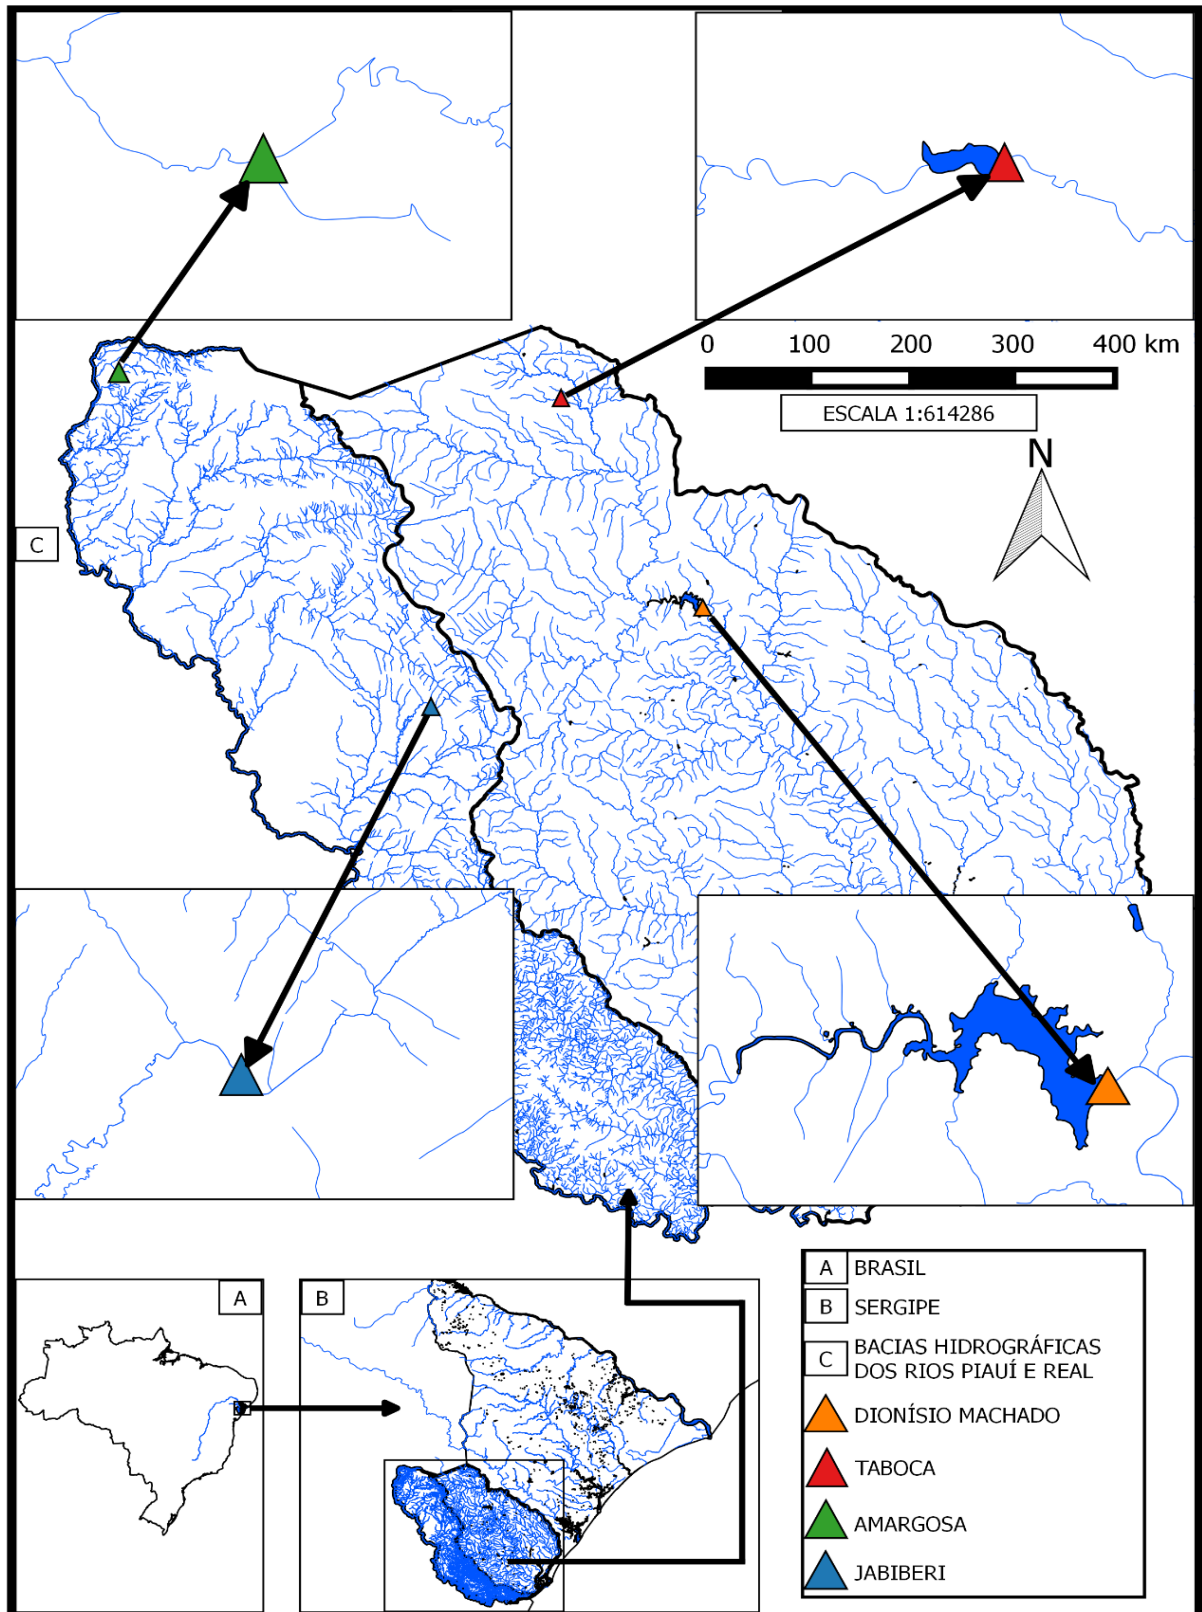 0 100 200 300 400 km
ESCALA 1:614286
N
C
A
B
A BRASIL
B SERGIPE
C BACIAS HIDROGRÁFICAS
DOS RIOS PIAUÍ E REAL
DIONÍSIO MACHADO
TABOCA
AMARGOSA
JABIBERI